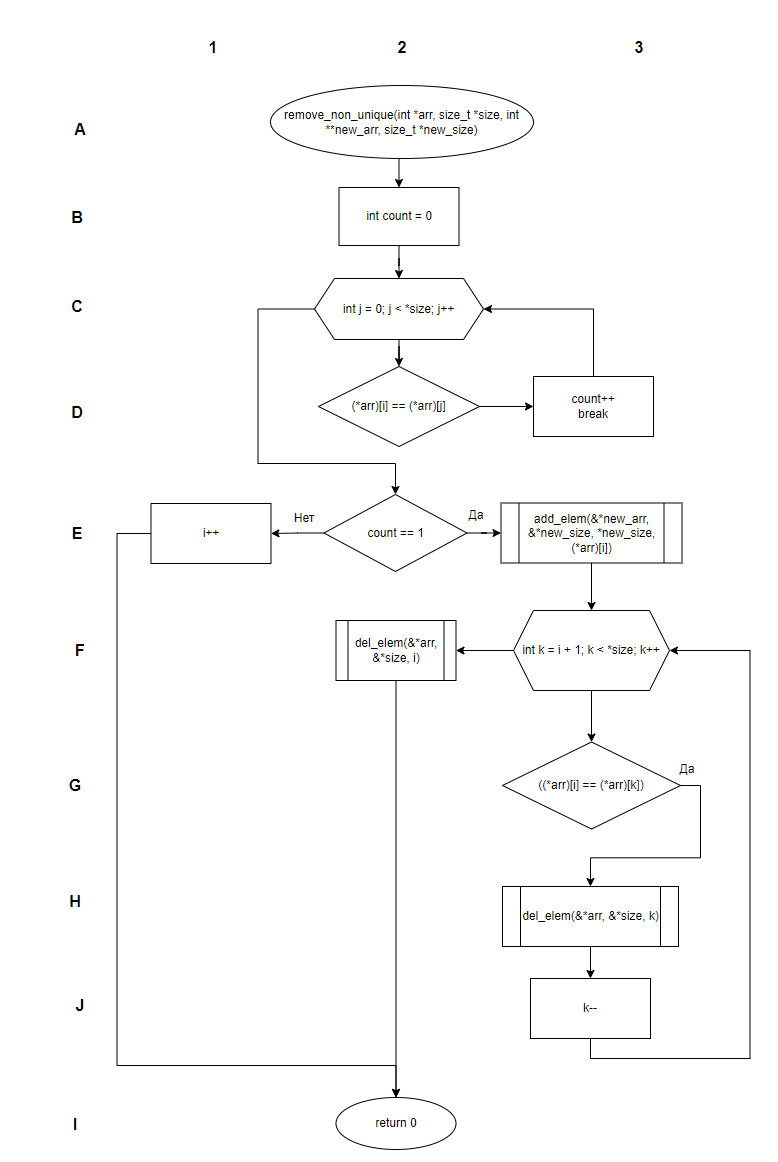 1 2 3
A
remove_non_unique(int *arr, size_t *size, int
**new_arr, size_t *new_size)
B
int count = 0
C
int j = 0; j < *size; j++
D
(*arr)[i] == (*arr)[j]
count++
break
E
i++
Нет
count == 1
Да
add_elem(&*new_arr,
&*new_size, *new_size,
(*arr)[i])
F
del_elem(&*arr,
&*size, i)
int k = i + 1; k < *size; k++
G
((*arr)[i] == (*arr)[k])
Да
H
del_elem(&*arr, &*size, k)
J
k--
I
return 0